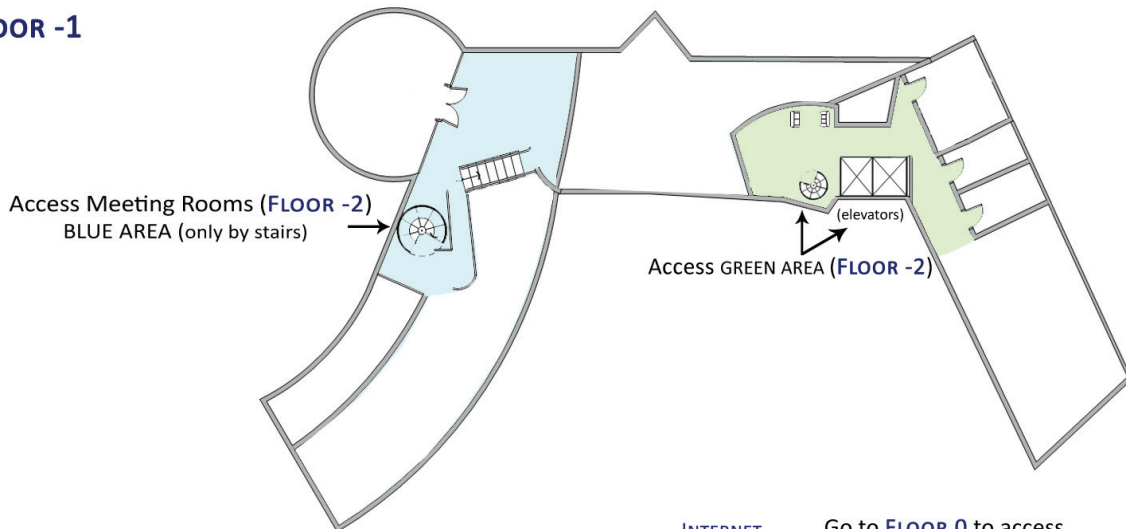 OOR -1
Access Meeting Rooms (FLOOR -2)
BLUE AREA (only by stairs)
(elevators)
Access GREEN AREA (FLOOR -2)
INTERNET
Go to FLOOR 0 to access